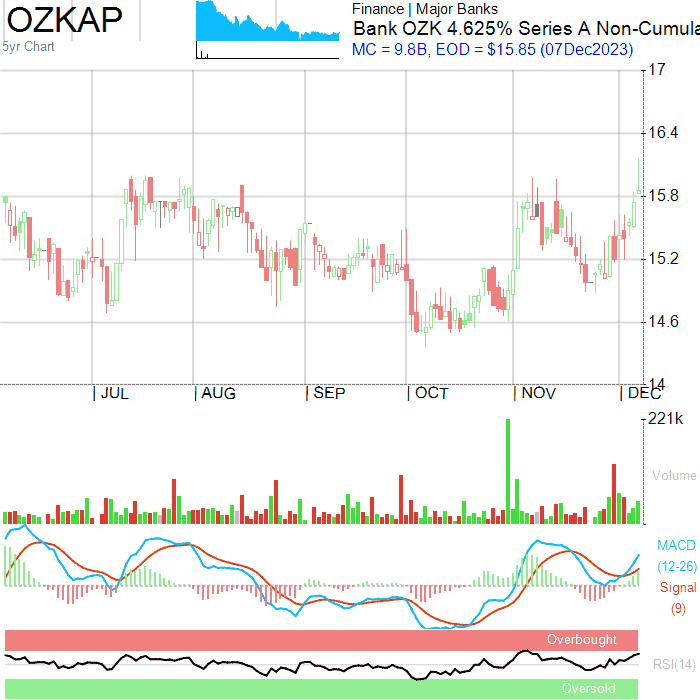 OZKAP
5yr Chart
Finance | Major Banks
Bank OZK 4.625% Series A Non-Cumula
MC = 9.8B, EOD = $15.85 (07Dec2023)
17
16.4
15.8
15.2
14.6
14
| JUL | AUG | SEP | OCT | NOV | DEC
221k
Volume
MACD
(12-26)
Signal
(9)
Overbought
RSI(14)
Oversold